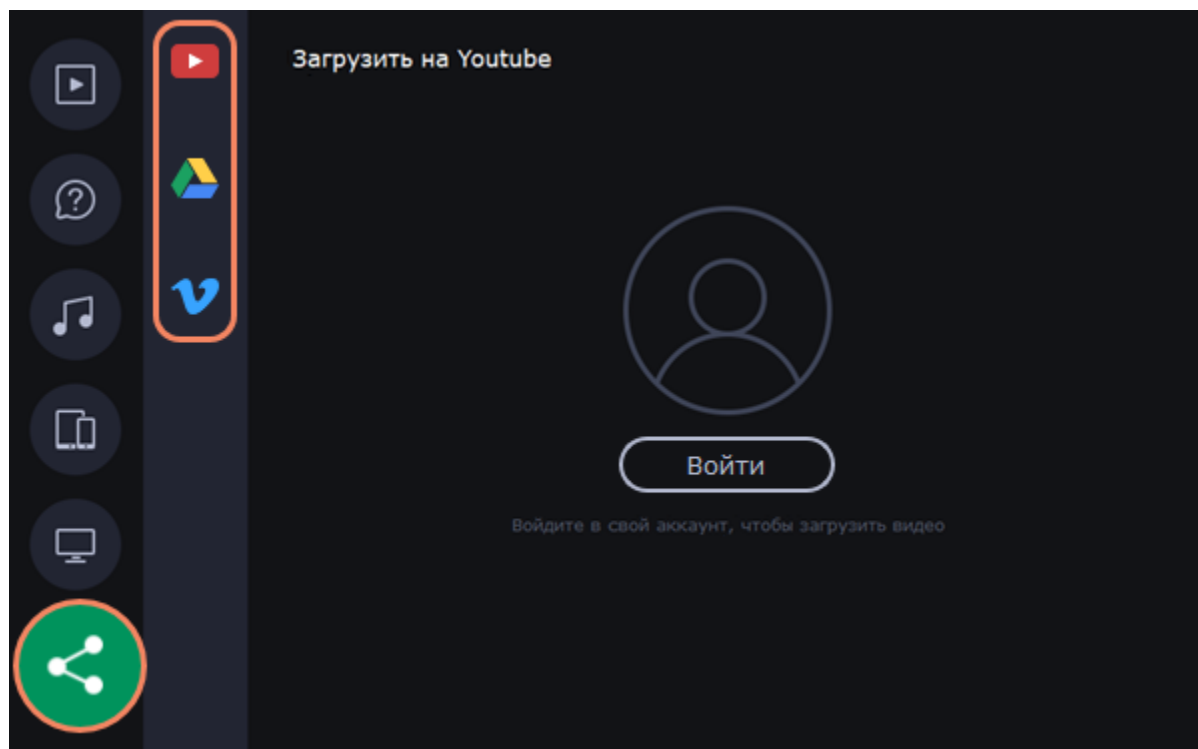 Загрузить на Youtube
Войти
Войдите в свой аккаунт, чтобы загрузить видео